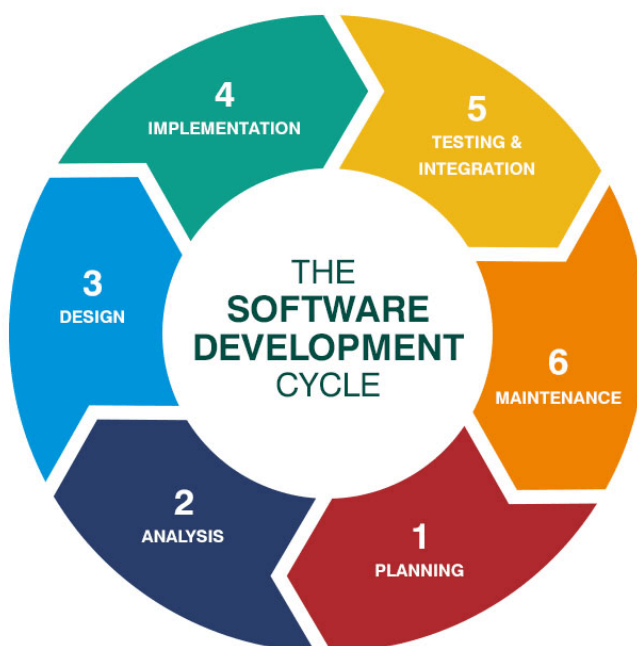 THE
SOFTWARE
DEVELOPMENT
CYCLE
1
PLANNING
2
ANALYSIS
3
DESIGN
4
IMPLEMENTATION
5
TESTING &
INTEGRATION
6
MAINTENANCE